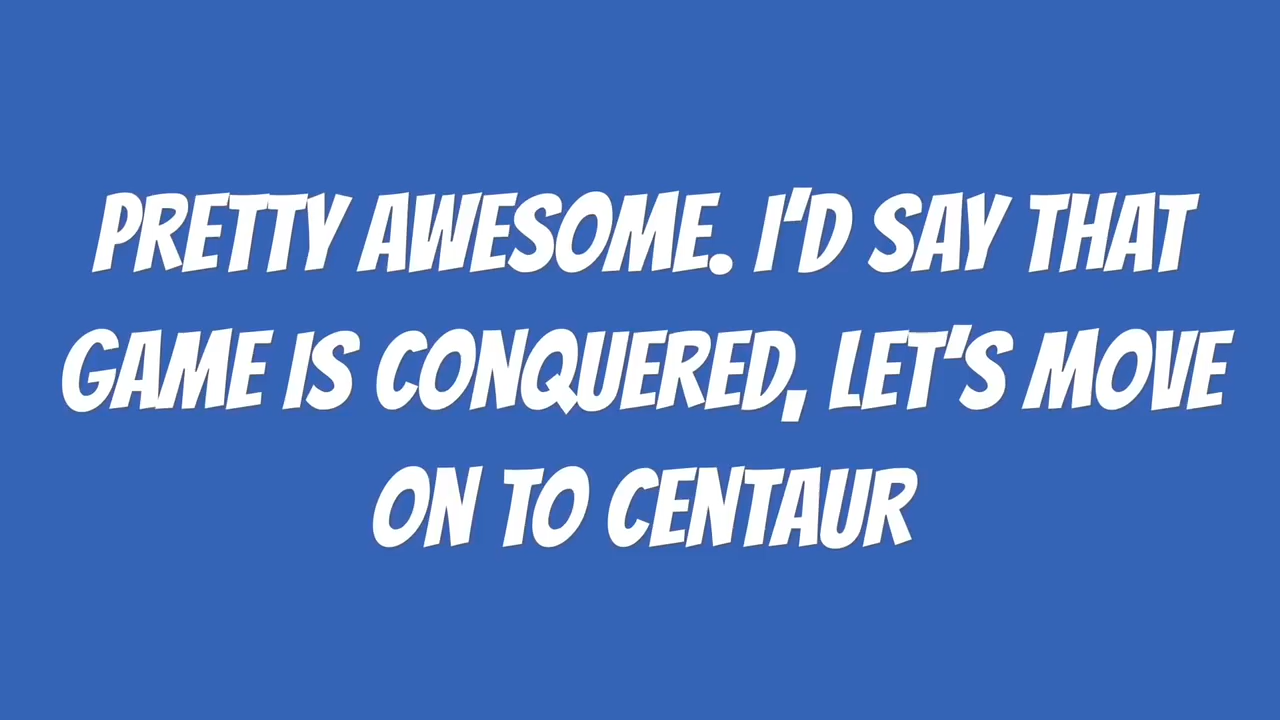 PRETTY AWESOME. I'D SAY THAT
GAME IS CONQUERED, LET'S MOVE
ON TO CENTAUR